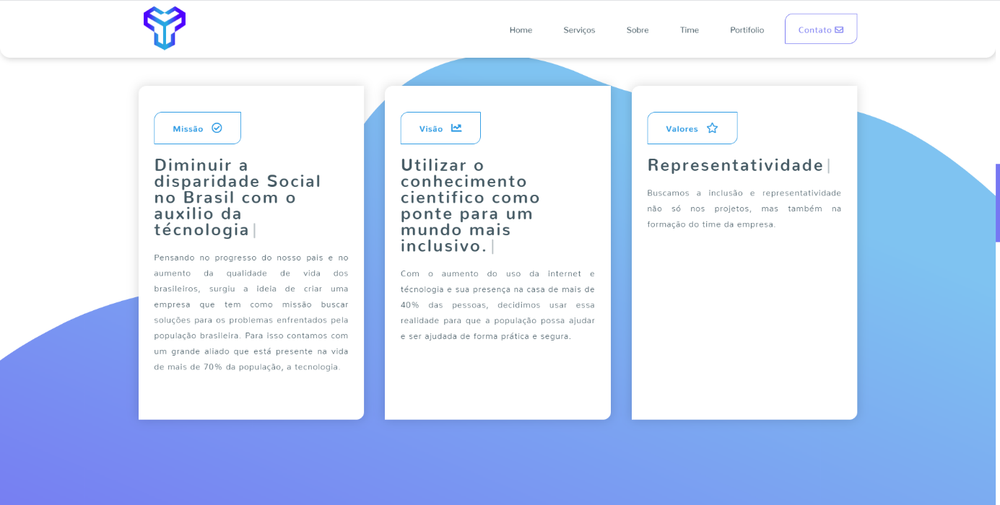 Home Serviços Sobre Time Portifolio Contato
Missão
Diminuir a
disparidade Social
no Brasil com o
auxilio da
técnologia|
Pensando no progresso do nosso pais e no
aumento da qualidade de vida dos
brasileiros, surgiu a ideia de criar uma
empresa que tem como missão buscar
soluções para os problemas enfrentados pela
população brasileira. Para isso contamos com
um grande aliado que está presente na vida
de mais de 70% da população, a tecnologia.
Visão
Utilizar o
conhecimento
cientifico como
ponte para um
mundo mais
inclusivo.|
Com o aumento do uso da internet e
técnologia e sua presença na casa de mais de
40% das pessoas, decidimos usar essa
realidade para que a população possa ajudar
e ser ajudada de forma prática e segura.
Valores
Representatividade|
Buscamos a inclusão e representatividade
não só nos projetos, mas também na
formação do time da empresa.